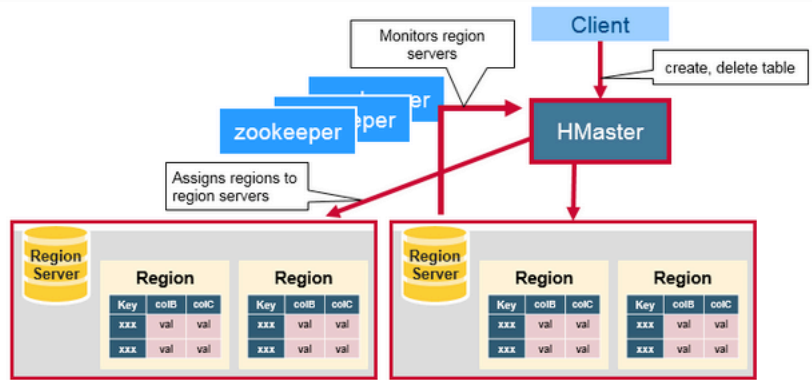 Client
Monitors region
servers
create, delete table
er
eper
zookeeper
HMaster
Assigns regions to
region servers
Region
Server
Region
Key colB colC
xxx val val
xxx val val
Region
Key colB colC
xxx val val
xxx val val
Region
Server
Region
Key colB colC
xxx val val
xxx val val
Region
Key colB colC
xxx val val
xxx val val